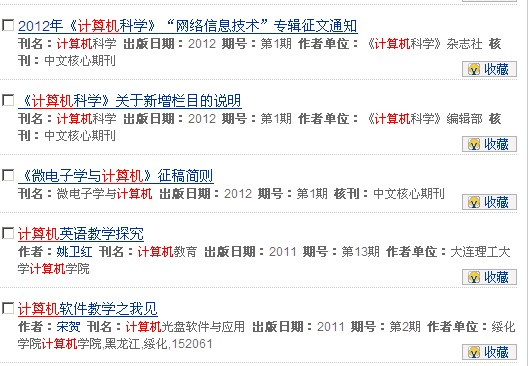 2012年《计算机科学》“网络信息技术”专辑征文通知
刊名：计算机科学 出版日期：2012 期号：第1期 作者单位：《计算机科学》杂志社 核
刊：中文核心期刊
收藏
《计算机科学》关于新增栏目的说明
刊名：计算机科学 出版日期：2012 期号：第1期 作者单位：《计算机科学》编辑部 核
刊：中文核心期刊
收藏
《微电子学与计算机》征稿简则
刊名：微电子学与计算机 出版日期：2012 期号：第1期 核刊：中文核心期刊
收藏
计算机英语教学探究
作者：姚卫红 刊名：计算机教育 出版日期：2011 期号：第13期 作者单位：大连理工大
学计算机学院
收藏
计算机软件教学之我见
作者：宋贺 刊名：计算机光盘软件与应用 出版日期：2011 期号：第2期 作者单位：绥化
学院计算机学院,黑龙江,绥化,152061
收藏